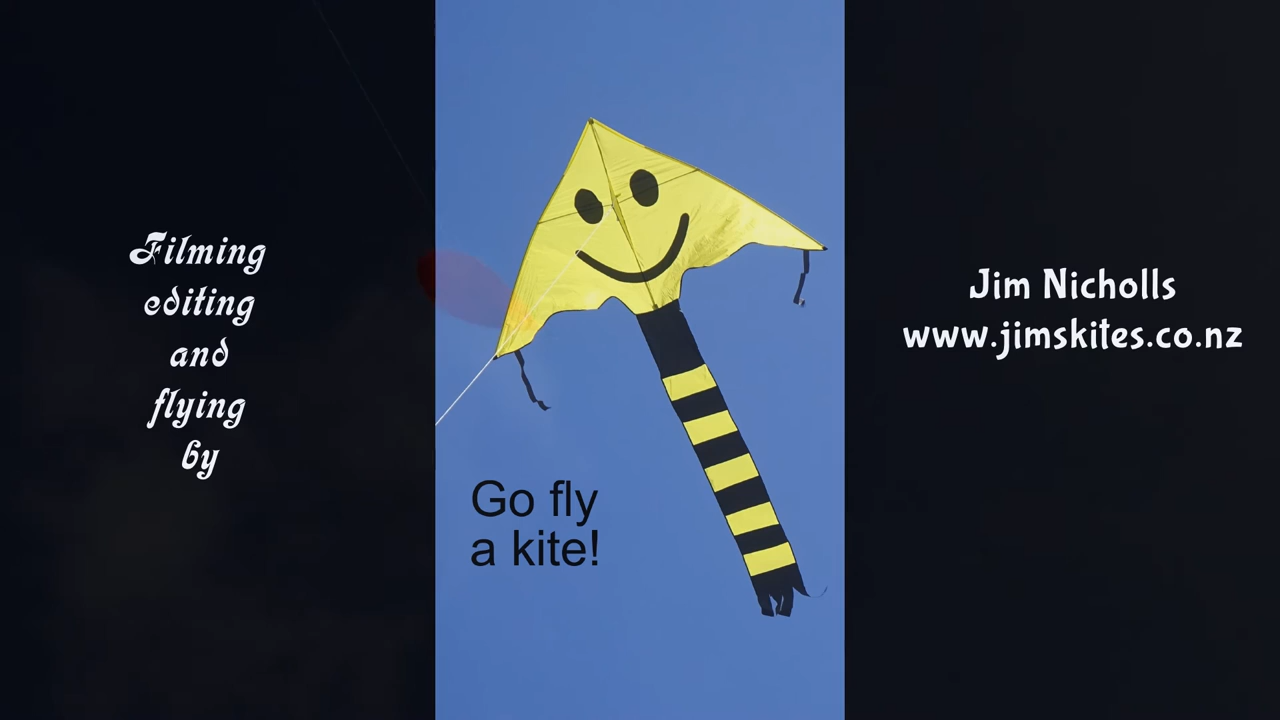 Filming
editing
and
flying
by
Go fly
a kite!
Jim Nicholls
www.jimskites.co.nz